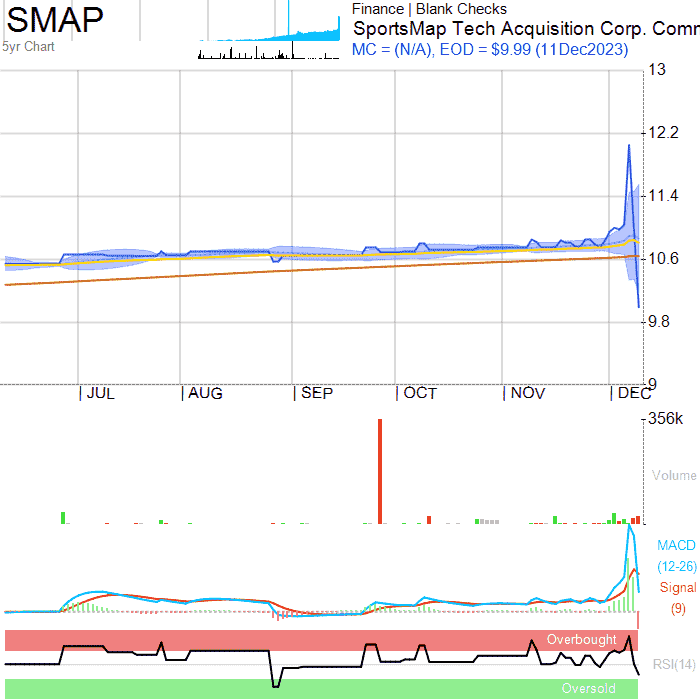 SMAP
5yr Chart
Finance | Blank Checks
SportsMap Tech Acquisition Corp. Comm
MC = (N/A), EOD = $9.99 (11Dec2023)
13
12.2
11.4
10.6
9.8
9
JUL AUG SEP OCT NOV DEC
356k
Volume
MACD
(12-26)
Signal
(9)
Overbought
RSI(14)
Oversold